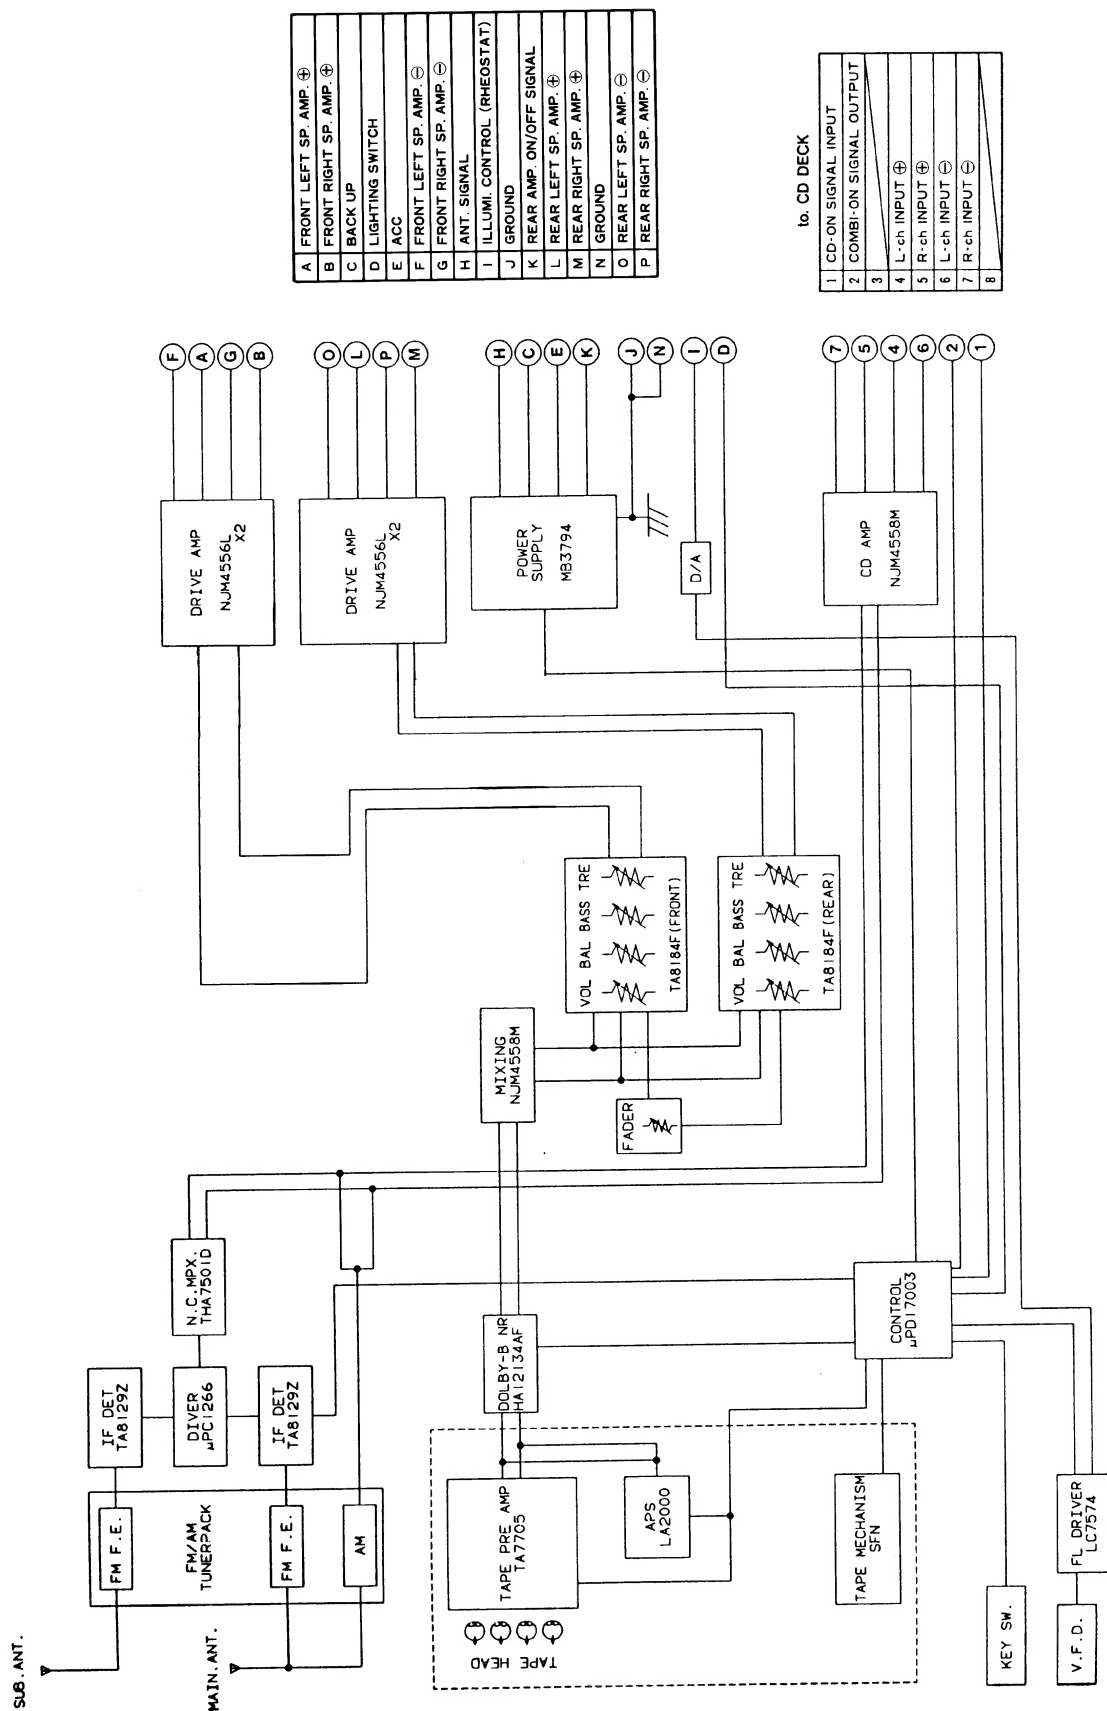 SUB. ANT.
MAIN. ANT.
FM F.E.
FM/AM
TUNERPACK
FM F.E.
AM
IF DET
TA8129Z
DIVER
μPC1266
IF DET
TA8129Z
N.C.MPX.
THA7501D
TAPE HEAD
TAPE PRE AMP
TA7705
APS
LA2000
TAPE MECHANISM
SFN
DOLBY-B NR
HA12134AF
MIXING
NJM4558M
FADER
VOL BAL BASS TRE
TA8184F(FRONT)
VOL BAL BASS TRE
TA8184F(REAR)
CONTROL
μPD17003
KEY SW.
V.F.D.
FL DRIVER
LC7574
DRIVE AMP
NJM4556L
X2
DRIVE AMP
NJM4556L
X2
POWER
SUPPLY
MB3794
D/A
CD AMP
NJM4558M
F
A
G
B
O
L
P
M
H
C
E
K
J
N
I
D
7
5
4
6
2
1
A FRONT LEFT SP. AMP. ⊕
B FRONT RIGHT SP. AMP. ⊕
C BACK UP
D LIGHTING SWITCH
E ACC
F FRONT LEFT SP. AMP. ⊖
G FRONT RIGHT SP. AMP. ⊖
H ANT. SIGNAL
I ILLUMI. CONTROL (RHEOSTAT)
J GROUND
K REAR AMP. ON/OFF SIGNAL
L REAR LEFT SP. AMP. ⊕
M REAR RIGHT SP. AMP. ⊕
N GROUND
O REAR LEFT SP. AMP. ⊖
P REAR RIGHT SP. AMP. ⊖
to. CD DECK
1 CD-ON SIGNAL INPUT
2 COMBI-ON SIGNAL OUTPUT
3
4 L-ch INPUT ⊕
5 R-ch INPUT ⊕
6 L-ch INPUT ⊖
7 R-ch INPUT ⊖
8